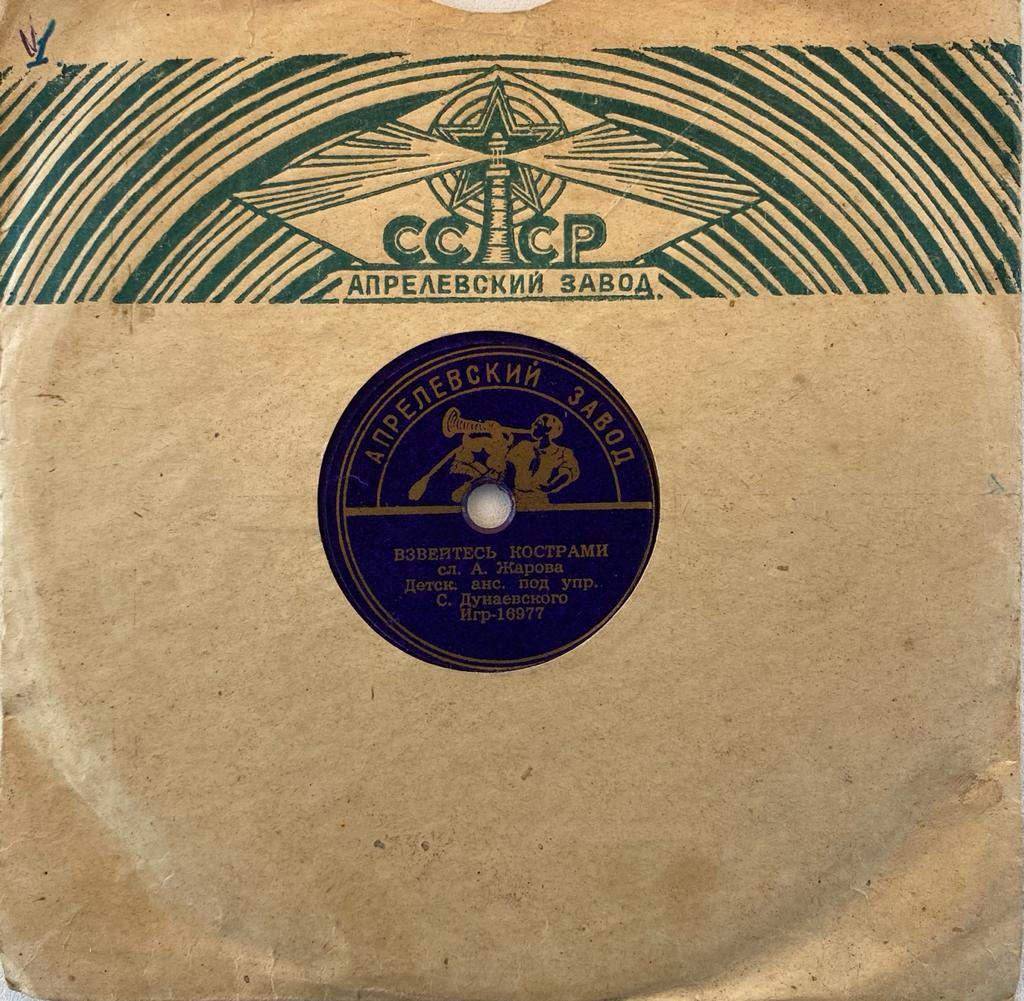 СССР
АПРЕЛЕВСКИЙ ЗАВОД.
АПРЕЛЕВСКИЙ ЗАВОД
ВЗВЕЙТЕСЬ КОСТРАМИ
сл. А. Жарова
Детск. анс. под упр.
С. Дунаевского
Игр-16977